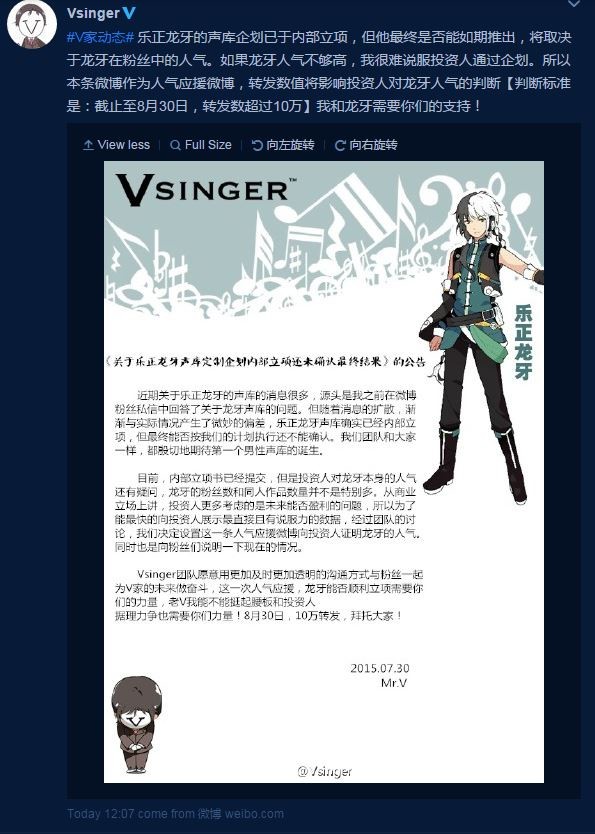 Vsinger V
#V家动态# 乐正龙牙的声库企划已于内部立项，但他最终是否能如期推出，将取决
于龙牙在粉丝中的人气。如果龙牙人气不够高，我很难说服投资人通过企划。所以
本条微博作为人气应援微博，转发数值将影响投资人对龙牙人气的判断【判断标准
是：截止至8月30日，转发数超过10万】我和龙牙需要你们的支持！
View less
Full Size
向左旋转
向右旋转
VSINGER™
乐正龙牙
《关于乐正龙牙声库定制企划内部立项还未确认最终结果》的公告
近期关于乐正龙牙的声库的消息很多，源头是我之前在微博
粉丝私信中回答了关于龙牙声库的问题。但随着消息的扩散，渐
渐与实际情况产生了微妙的偏差，乐正龙牙声库确实已经内部立
项，但最终能否按我们的计划执行还不能确认。我们团队和大家
一样，都殷切地期待第一个男性声库的诞生。
目前，内部立项书已经提交，但是投资人对龙牙本身的人气
还有疑问，龙牙的粉丝数和同人作品数量并不是特别多。从商业
立场上讲，投资人更多考虑的是未来能否盈利的问题，所以为了
能最快的向投资人展示最直接且有说服力的数据，经过团队的讨
论，我们决定设置这一条人气应援微博向投资人证明龙牙的人气。
同时也是向粉丝们说明一下现在的情况。
Vsinger团队愿意用更加及时更加透明的沟通方式与粉丝一起
为V家的未来做奋斗，这一次人气应援，龙牙能否顺利立项需要你
们的力量，老V我能不能挺起腰板和投资人
据理力争也需要你们力量！8月30日，10万转发，拜托大家！
2015.07.30
Mr.V
@Vsinger
Today 12:07 come from 微博 weibo.com